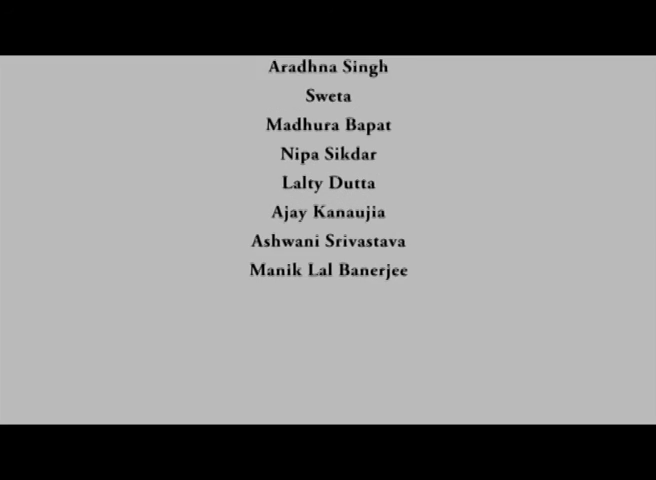 Aradhna Singh
Sweta
Madhura Bapat
Nipa Sikdar
Lalty Dutta
Ajay Kanaujia
Ashwani Srivastava
Manik Lal Banerjee